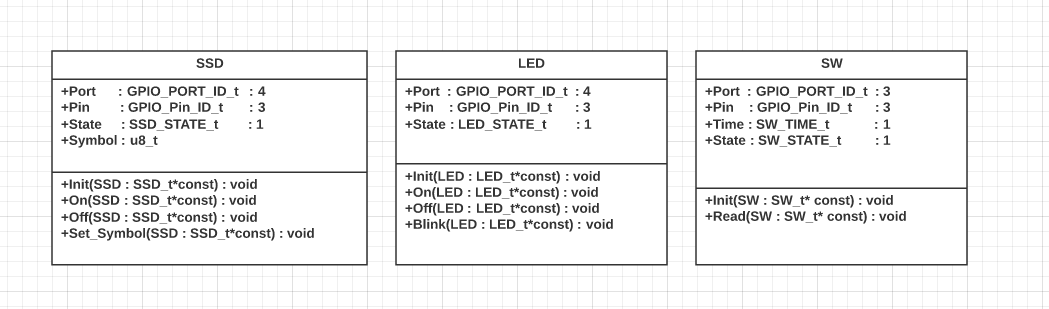 SSD
+Port : GPIO_PORT_ID_t : 4
+Pin : GPIO_Pin_ID_t : 3
+State : SSD_STATE_t : 1
+Symbol : u8_t
+Init(SSD : SSD_t*const) : void
+On(SSD : SSD_t*const) : void
+Off(SSD : SSD_t*const) : void
+Set_Symbol(SSD : SSD_t*const) : void
LED
+Port : GPIO_PORT_ID_t : 4
+Pin : GPIO_Pin_ID_t : 3
+State : LED_STATE_t : 1
+Init(LED : LED_t*const) : void
+On(LED : LED_t*const) : void
+Off(LED : LED_t*const) : void
+Blink(LED : LED_t*const) : void
SW
+Port : GPIO_PORT_ID_t : 3
+Pin : GPIO_Pin_ID_t : 3
+Time : SW_TIME_t : 1
+State : SW_STATE_t : 1
+Init(SW : SW_t* const) : void
+Read(SW : SW_t* const) : void